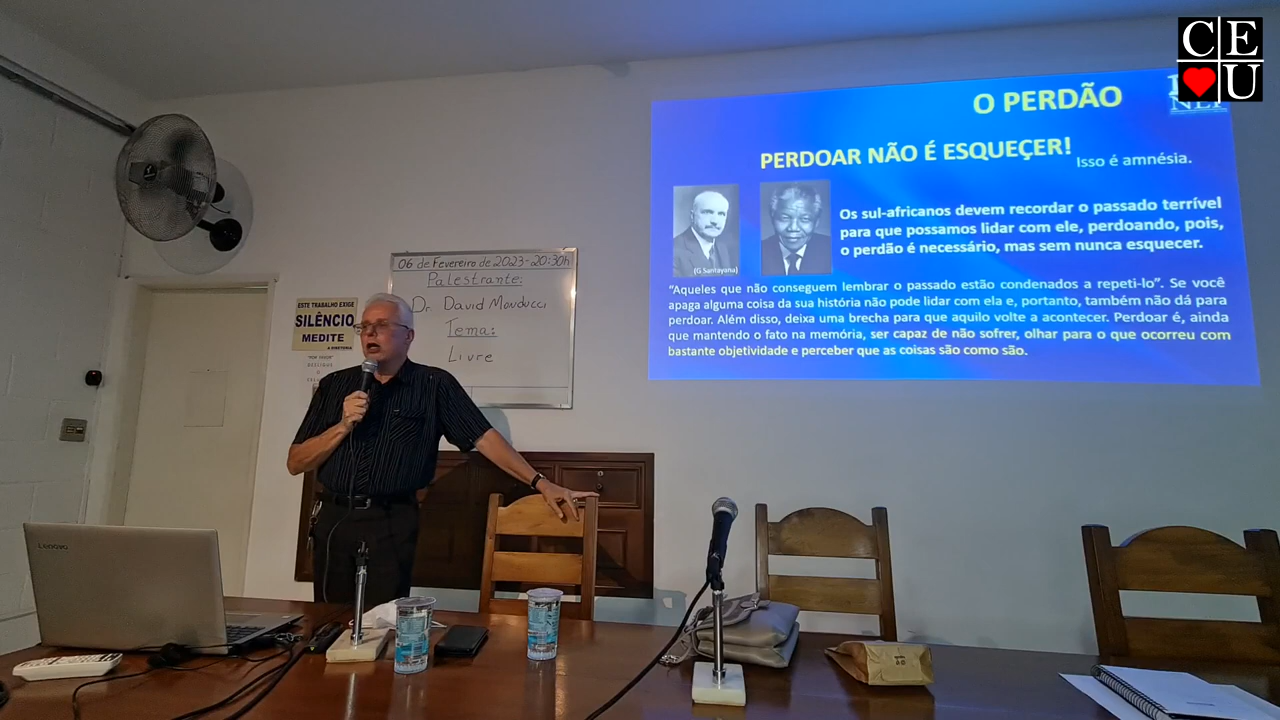 C E
U
O PERDÃO
PERDOAR NÃO É ESQUEÇER!
Isso é amnésia.
(G Santayana)
Os sul-africanos devem recordar o passado terrível
para que possamos lidar com ele, perdoando, pois,
o perdão é necessário, mas sem nunca esquecer.
“Aqueles que não conseguem lembrar o passado estão condenados a repeti-lo”. Se você
apaga alguma coisa da sua história não pode lidar com ela e, portanto, também não dá para
perdoar. Além disso, deixa uma brecha para que aquilo volte a acontecer. Perdoar é, ainda
que mantendo o fato na memória, ser capaz de não sofrer, olhar para o que ocorreu com
bastante objetividade e perceber que as coisas são como são.
06 de Fevereiro de 2023-20:30h
Palestrante:
Dr David Monducci
Tema:
Livre
ESTE TRABALHO EXIGE
SILÊNCIO,
MEDITE
A DIRETORIA
"POR FAVOR"
DESLIGUE
O
Lenovo